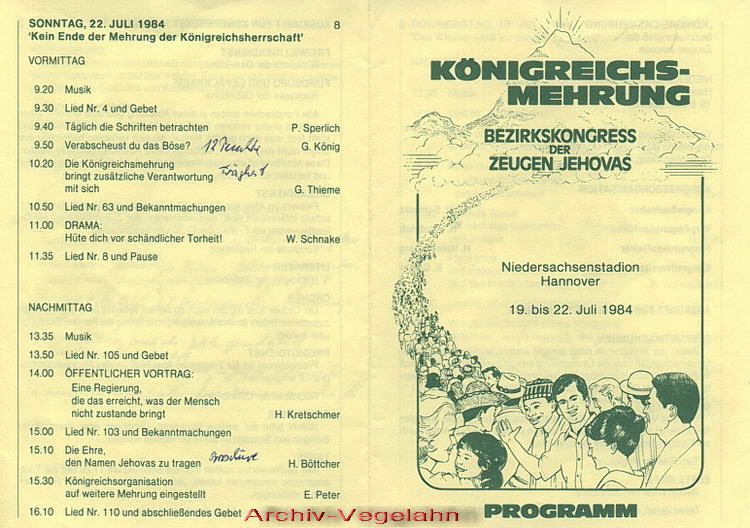 SONNTAG, 22. JULI 1984 8
'Kein Ende der Mehrung der Königreichsherrschaft'
VORMITTAG
9.20 Musik
9.30 Lied Nr. 4 und Gebet
9.40 Täglich die Schriften betrachten P. Sperlich
9.50 Verabscheust du das Böse? G. König
10.20 Die Königreichsmehrung
bringt zusätzliche Verantwortung
mit sich G. Thieme
10.50 Lied Nr. 63 und Bekanntmachungen
11.00 DRAMA:
Hüte dich vor schändlicher Torheit! W. Schnake
11.35 Lied Nr. 8 und Pause
NACHMITTAG
13.35 Musik
13.50 Lied Nr. 105 und Gebet
14.00 ÖFFENTLICHER VORTRAG:
Eine Regierung,
die das erreicht, was der Mensch
nicht zustande bringt H. Kretschmer
15.00 Lied Nr. 103 und Bekanntmachungen
15.10 Die Ehre,
den Namen Jehovas zu tragen H. Böttcher
15.30 Königreichsorganisation
auf weitere Mehrung eingestellt E. Peter
16.10 Lied Nr. 110 und abschließendes Gebet
KÖNIGREICHS-
MEHRUNG
BEZIRKSKONGRESS
DER
ZEUGEN JEHOVAS
Niedersachsenstadion
Hannover
19. bis 22. Juli 1984
PROGRAMM
Archiv-Vegelahn